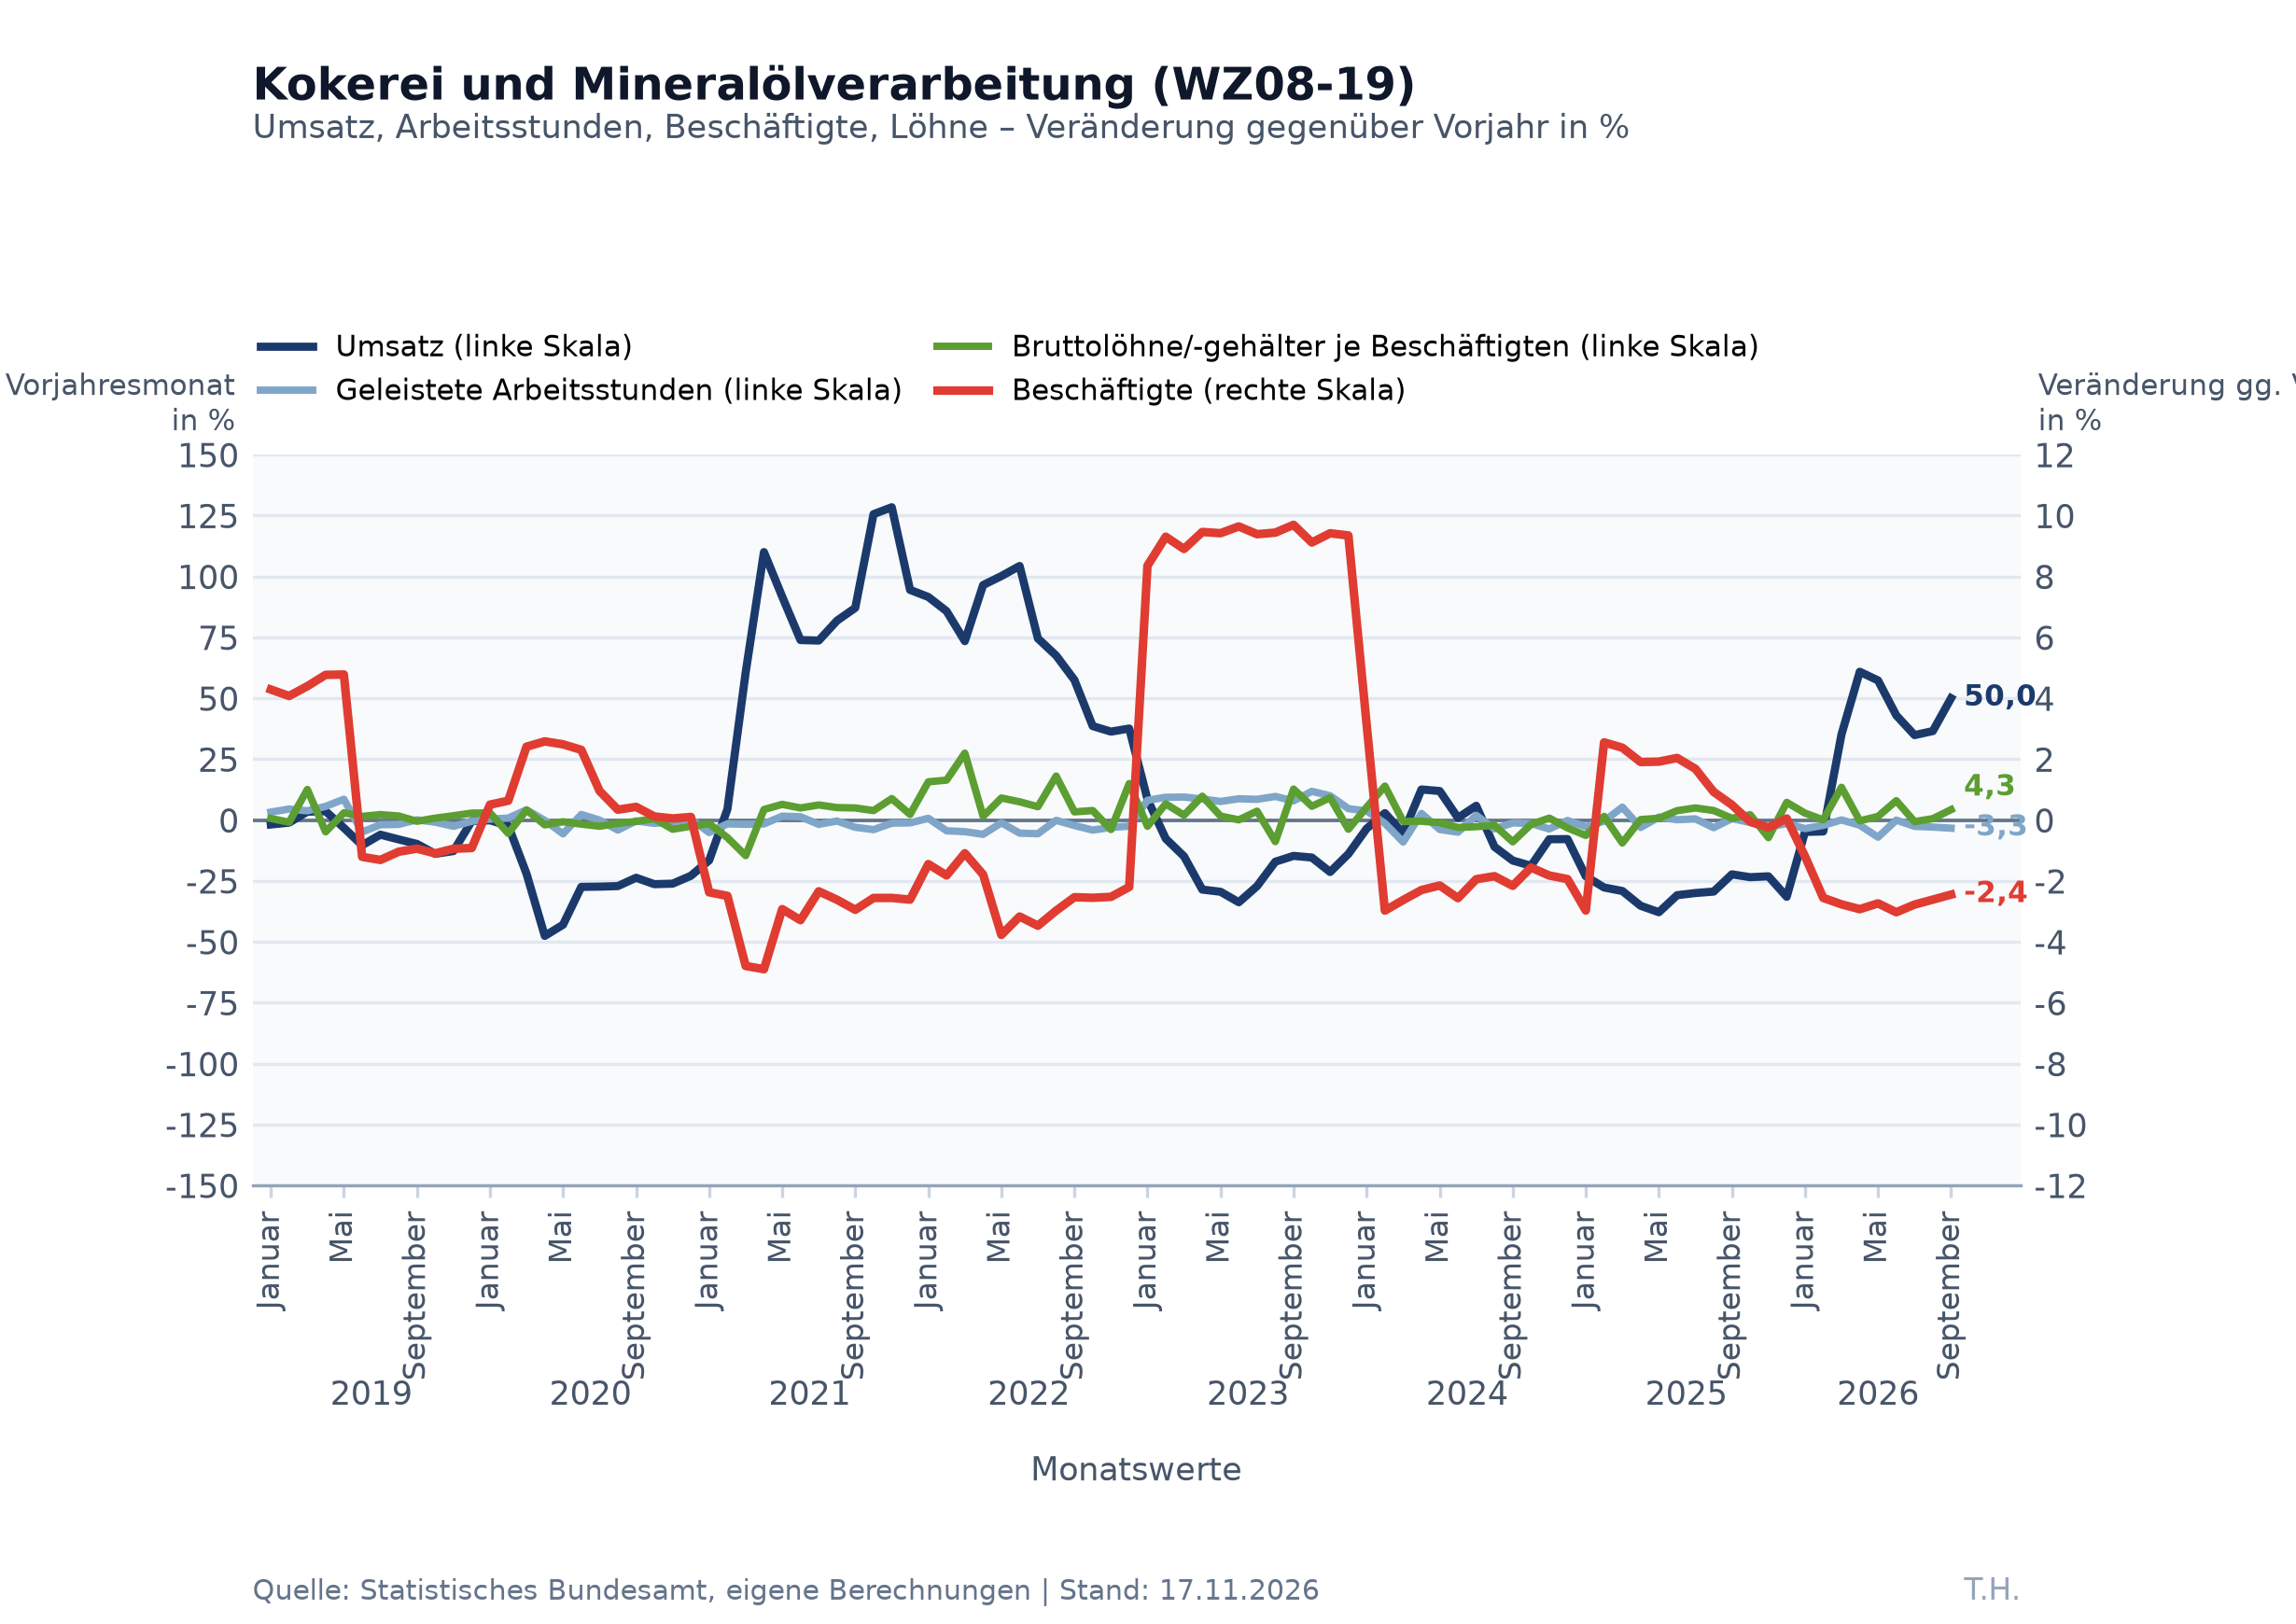 Kokerei und Mineralölverarbeitung (WZ08-19)
Umsatz, Arbeitsstunden, Beschäftigte, Löhne – Veränderung gegenüber Vorjahr in %
Umsatz (linke Skala)
Bruttolöhne/-gehälter je Beschäftigten (linke Skala)
Geleistete Arbeitsstunden (linke Skala)
Beschäftigte (rechte Skala)
Vorjahresmonat
in %
Veränderung gg.
in %
150
125
100
75
50
25
0
-25
-50
-75
-100
-125
-150
12
10
8
6
4
2
0
-2
-4
-6
-8
-10
-12
50,0
4,3
-3,3
-2,4
Januar
Mai
September
Januar
Mai
September
Januar
Mai
September
Januar
Mai
September
Januar
Mai
September
Januar
Mai
September
Januar
Mai
September
Januar
Mai
September
2019
2020
2021
2022
2023
2024
2025
2026
Monatswerte
Quelle: Statistisches Bundesamt, eigene Berechnungen | Stand: 17.11.2026
T.H.